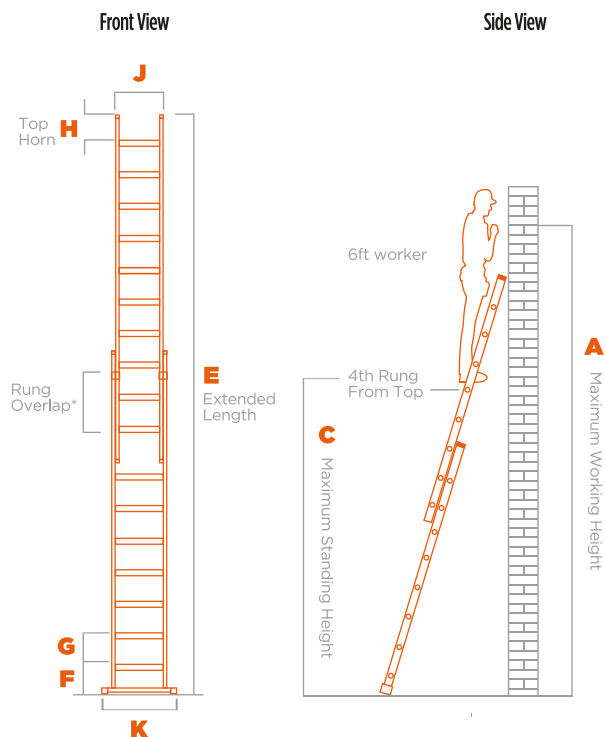 Front View
Side View
J
Top
Horn
H
6ft worker
A
Maximum Working Height
Rung
Overlap*
E
Extended
Length
4th Rung
From Top
C
Maximum Standing Height
G
F
K